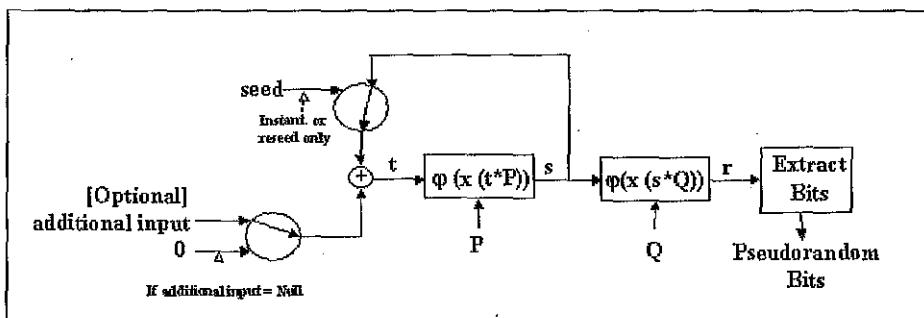 seed
Instant. or
reseed only
+
t
φ (x (t*P))
s
φ(x (s*Q))
r
Extract
Bits
[Optional]
additional input
0
P
Q
Pseudorandom
Bits
If additional input = Null